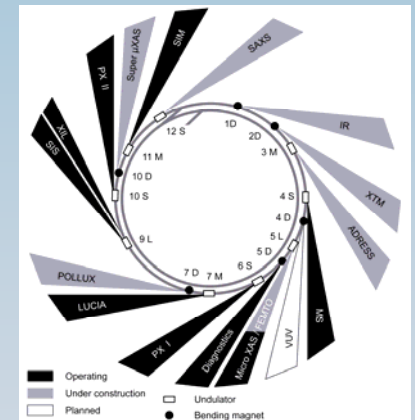 SIM
SAXS
Super µXAS
PX II
XIL
SIS
IR
XTM
ADRESS
MS
VUV
FEMTO
Micro XAS
Diagnostics
PX I
LUCIA
POLLUX
12 S
1D
2D
3 M
11 M
10 D
10 S
4 S
4 D
5 L
5 D
6 S
9 L
7 D
7 M
Operating
Under construction
Planned
Undulator
Bending magnet